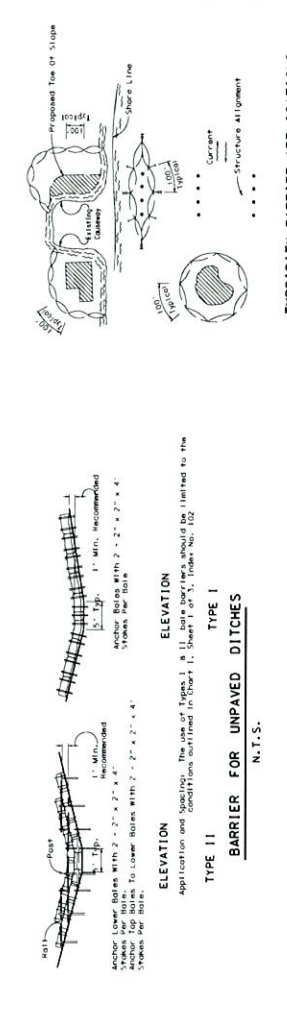 Rail
Post
1' Min.
Recommended
5' Typ.
Anchor Lower Bales With 2 - 2" x 2" x 4'
Stakes Per Bale.
Anchor Top Bales To Lower Bales With 2 - 2" x 2" x 4'
Stakes Per Bale.
ELEVATION
5' Typ.
1' Min. Recommended
Anchor Bales With 2 - 2" x 2" x 4'
Stakes Per Bale
ELEVATION
Application and Spacing: The use of Types I & II bale barriers should be limited to the
conditions outlined in Chart I, Sheet 1 of 3, Index No. 102
TYPE II
TYPE I
BARRIER FOR UNPAVED DITCHES
N.T.S.
100'
Typical
Existing
Causeway
Typical
100'
Proposed Toe Of Slope
Shore Line
100'
Typical
100'
Typical
Current
Structure Alignment